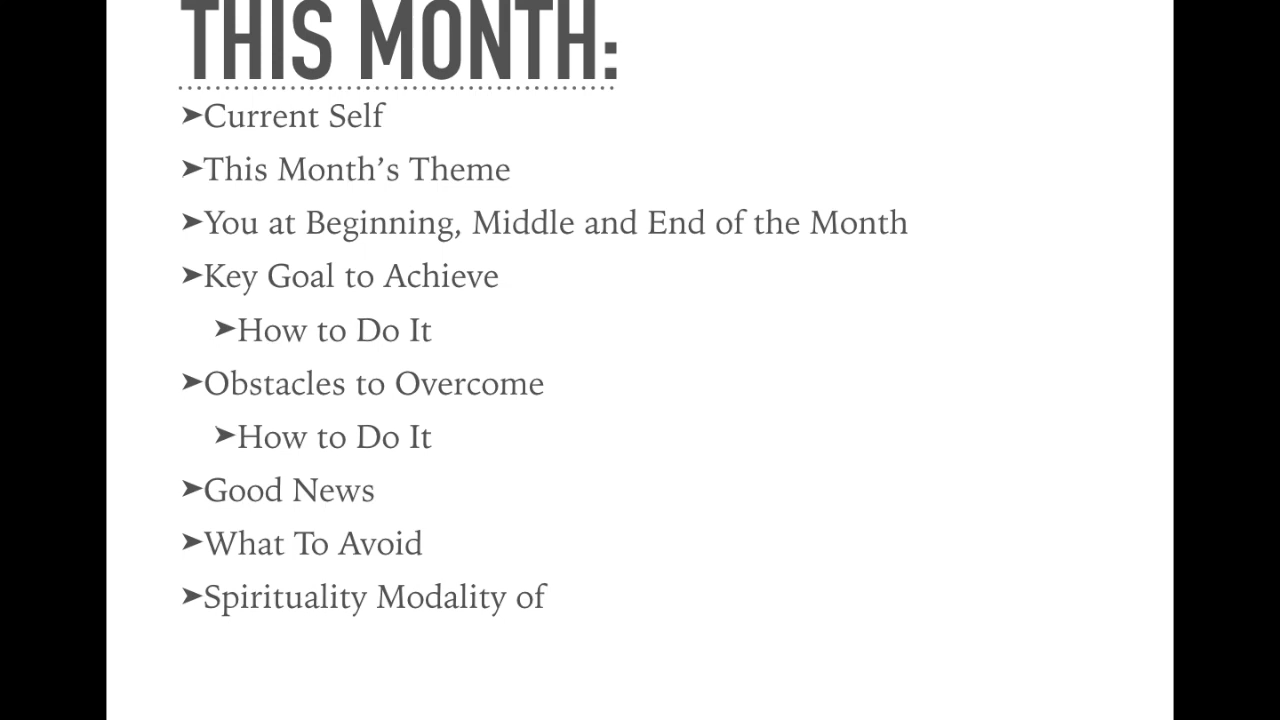 THIS MONTH:
➤Current Self
➤This Month’s Theme
➤You at Beginning, Middle and End of the Month
➤Key Goal to Achieve
➤How to Do It
➤Obstacles to Overcome
➤How to Do It
➤Good News
➤What To Avoid
➤Spirituality Modality of